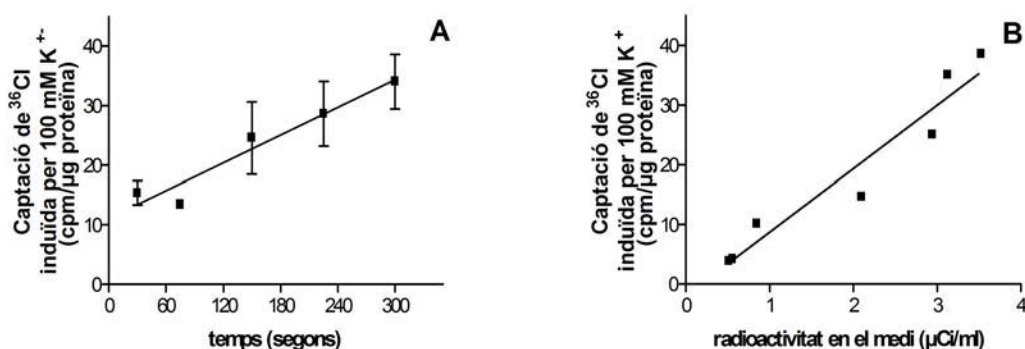 A
Captació de ³⁶Cl
induïda per 100 mM K⁺⁻
(cpm/µg proteïna)
40
30
20
10
0
0 60 120 180 240 300
temps (segons)
B
Captació de ³⁶Cl
induïda per 100 mM K⁺
(cpm/µg proteïna)
40
30
20
10
0
0 1 2 3 4
radioactivitat en el medi (µCi/ml)